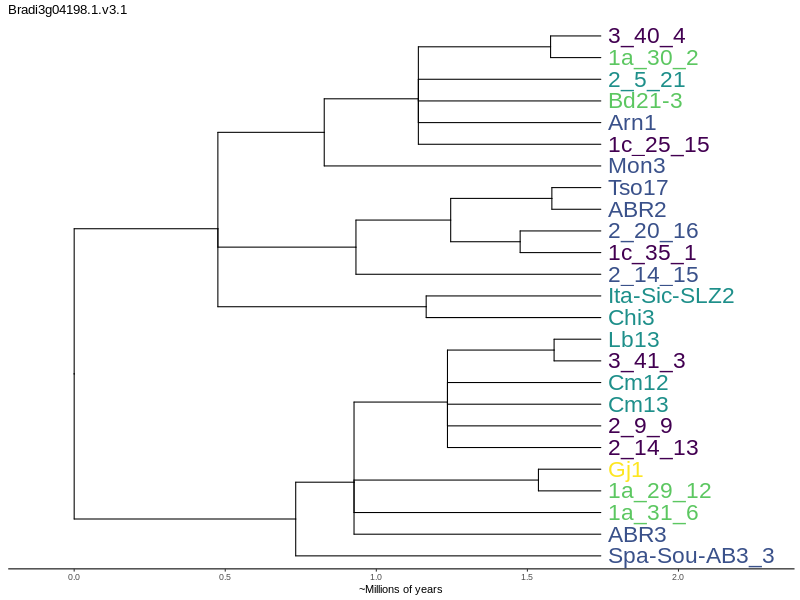 Bradi3g04198.1.v3.1
3_40_4
1a_30_2
2_5_21
Bd21-3
Arn1
1c_25_15
Mon3
Tso17
ABR2
2_20_16
1c_35_1
2_14_15
Ita-Sic-SLZ2
Chi3
Lb13
3_41_3
Cm12
Cm13
2_9_9
2_14_13
Gj1
1a_29_12
1a_31_6
ABR3
Spa-Sou-AB3_3
0.0 0.5 1.0 1.5 2.0
~Millions of years